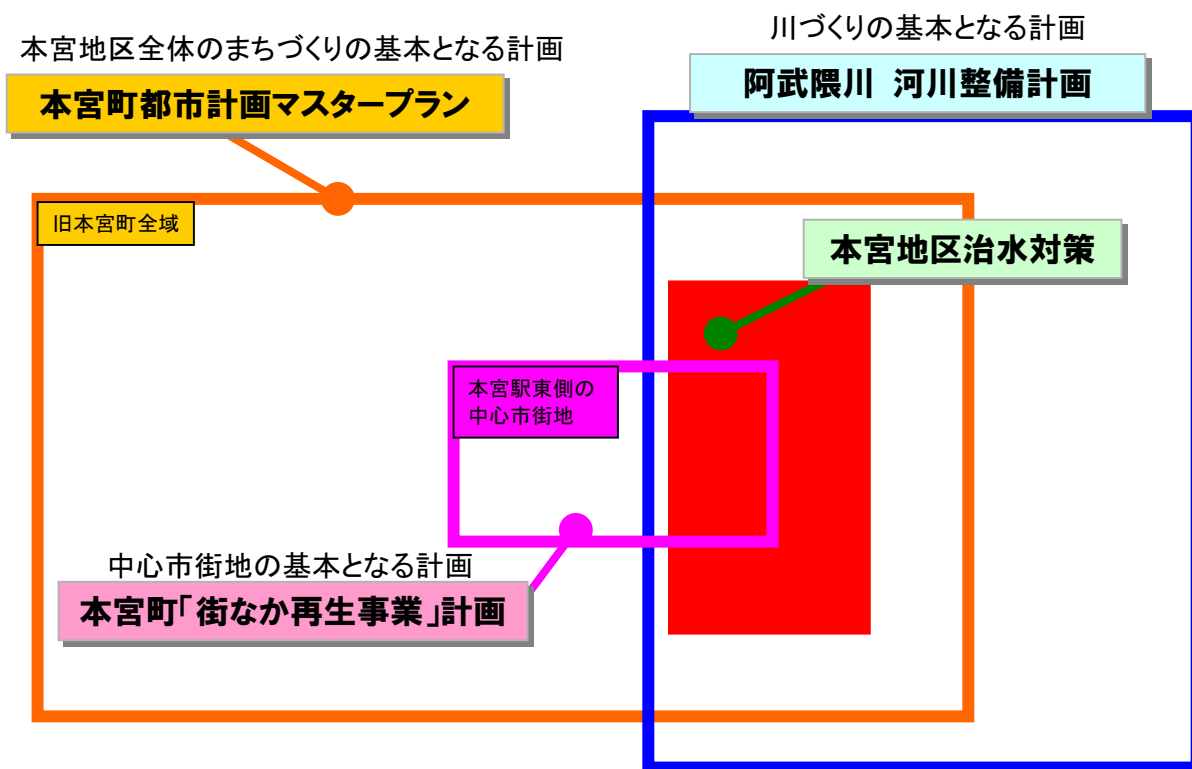 本宮地区全体のまちづくりの基本となる計画
本宮町都市計画マスタープラン
川づくりの基本となる計画
阿武隈川 河川整備計画
旧本宮町全域
本宮地区治水対策
本宮駅東側の
中心市街地
中心市街地の基本となる計画
本宮町「街なか再生事業」計画